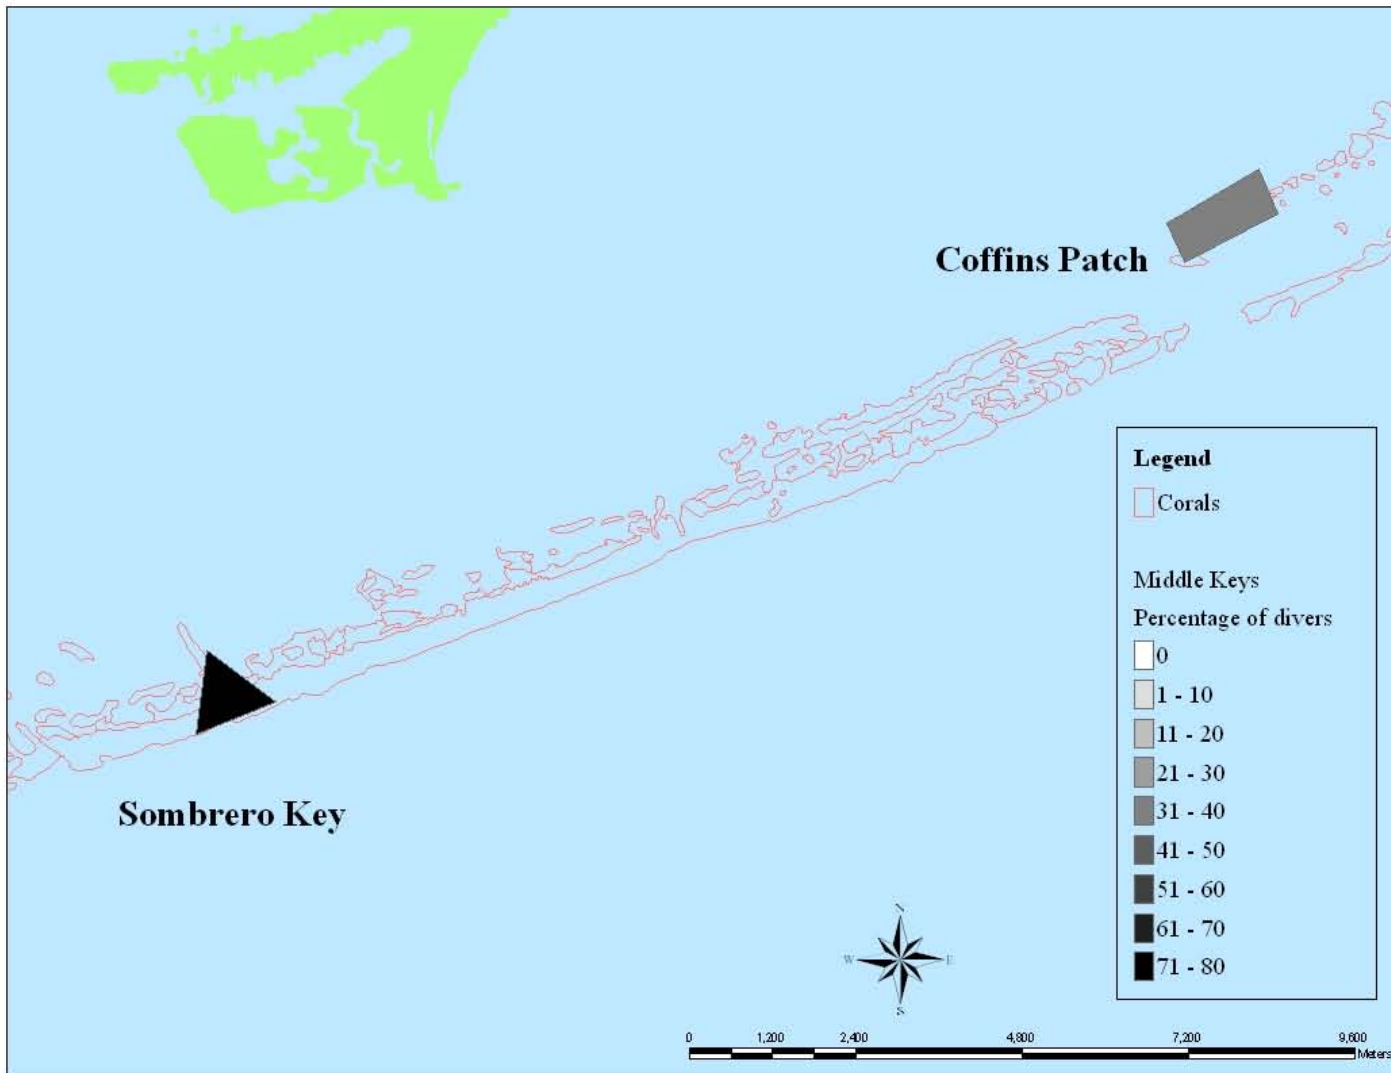 Coffins Patch
Legend
Corals
Middle Keys
Percentage of divers
0
1 - 10
11 - 20
21 - 30
31 - 40
41 - 50
51 - 60
61 - 70
71 - 80
Sombrero Key
N
W E
S
0 1,200 2,400 4,800 7,200 9,600
Meters